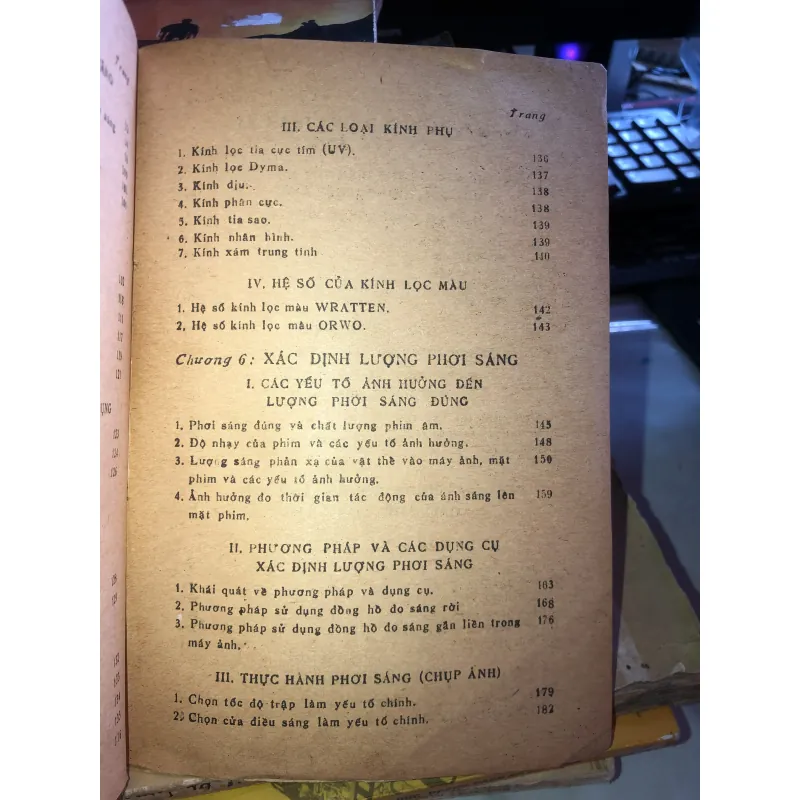 Trang
III. CÁC LOẠI KÍNH PHỤ
1. Kính lọc tia cực tím (UV). 136
2. Kính lọc Dyma. 137
3. Kính dịu. 138
4. Kính phân cực. 138
5. Kính tia sao. 139
6. Kính nhân hình. 139
7. Kính xám trung tính 140
IV. HỆ SỐ CỦA KÍNH LỌC MÀU
1. Hệ số kính lọc màu WRATTEN. 142
2, Hệ số kính lọc màu ORWO. 143
Chương 6: XÁC ĐỊNH LƯỢNG PHƠI SÁNG
I. CÁC YẾU TỐ ẢNH HƯỞNG ĐẾN
LƯỢNG PHƠI SÁNG ĐÚNG
1, Phơi sáng đúng và chất lượng phim âm. 145
2. Độ nhạy của phim và các yếu tố ảnh hưởng. 148
3. Lượng sáng phản xạ của vật thể vào máy ảnh, mặt 150
phim và các yếu tố ảnh hưởng.
4. Ảnh hưởng do thời gian tác động của ánh sáng lên 159
mặt phim.
II. PHƯƠNG PHÁP VÀ CÁC DỤNG CỤ
XÁC ĐỊNH LƯỢNG PHƠI SÁNG
1. Khái quát về phương pháp và dụng cụ. 163
2, Phương pháp sử dụng đồng hồ đo sáng rời 168
3. Phương pháp sử dụng đồng hồ đo sáng gắn liền trong 176
máy ảnh.
III. THỰC HÀNH PHƠI SÁNG (CHỤP ẢNH)
1. Chọn tốc độ trập làm yếu tố chính. 179
2. Chọn cửa điều sáng làm yếu tố chính. 182